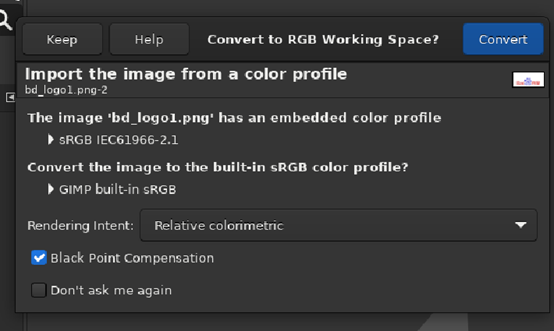 Keep
Help
Convert to RGB Working Space?
Convert
Import the image from a color profile
bd_logo1.png-2
The image 'bd_logo1.png' has an embedded color profile
sRGB IEC61966-2.1
Convert the image to the built-in sRGB color profile?
GIMP built-in sRGB
Rendering Intent:
Relative colorimetric
Black Point Compensation
Don't ask me again